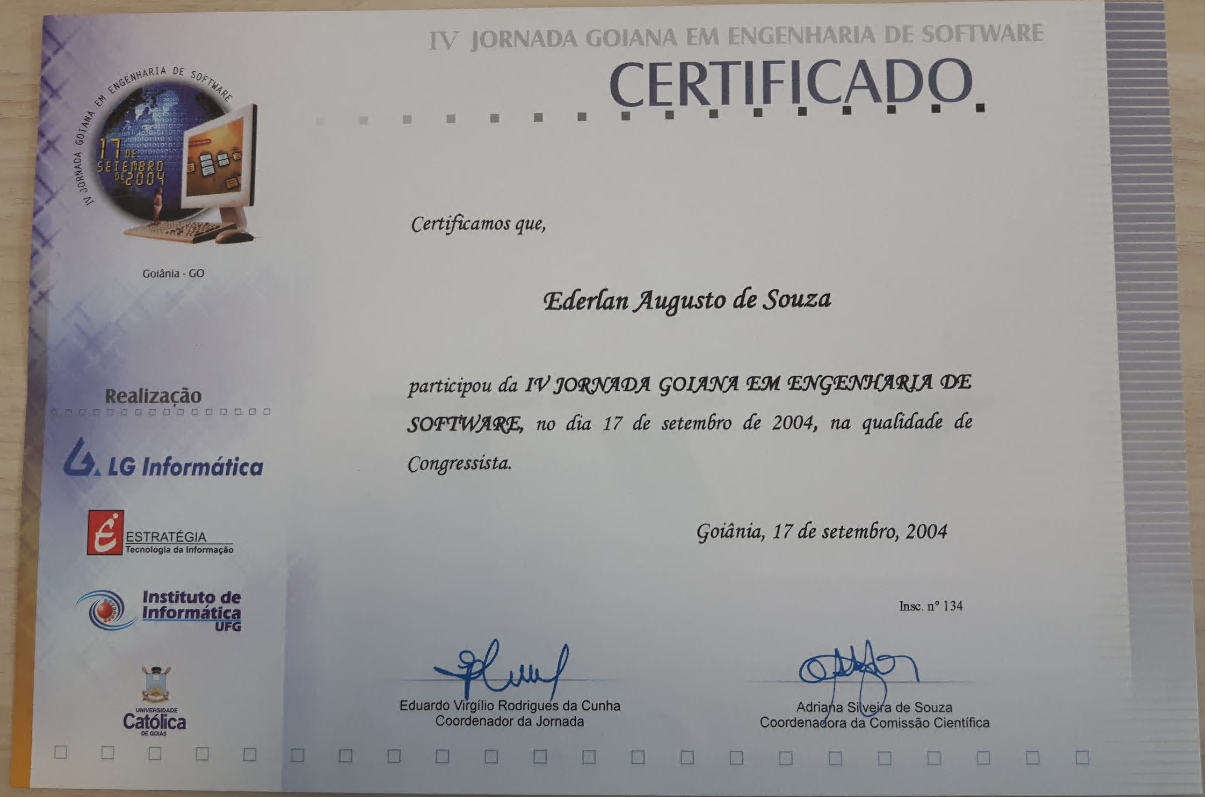 IV JORNADA GOIANA EM ENGENHARIA DE SOFTWARE
CERTIFICADO
IV JORNADA GOIANA EM ENGENHARIA DE SOFTWARE
17 DE
SETEMBRO
DE 2004
Goiânia - GO
Certificamos que,
Ederlan Augusto de Souza
participou da IV JORNADA GOIANA EM ENGENHARIA DE
SOFTWARE, no dia 17 de setembro de 2004, na qualidade de
Congressista.
Goiânia, 17 de setembro, 2004
Insc. n° 134
Realização
LG Informática
ESTRATÉGIA
Tecnologia da Informação
Instituto de
Informática
UFG
UNIVERSIDADE
Católica
DE GOIÁS
Eduardo Virgílio Rodrigues da Cunha
Coordenador da Jornada
Adriana Silveira de Souza
Coordenadora da Comissão Científica